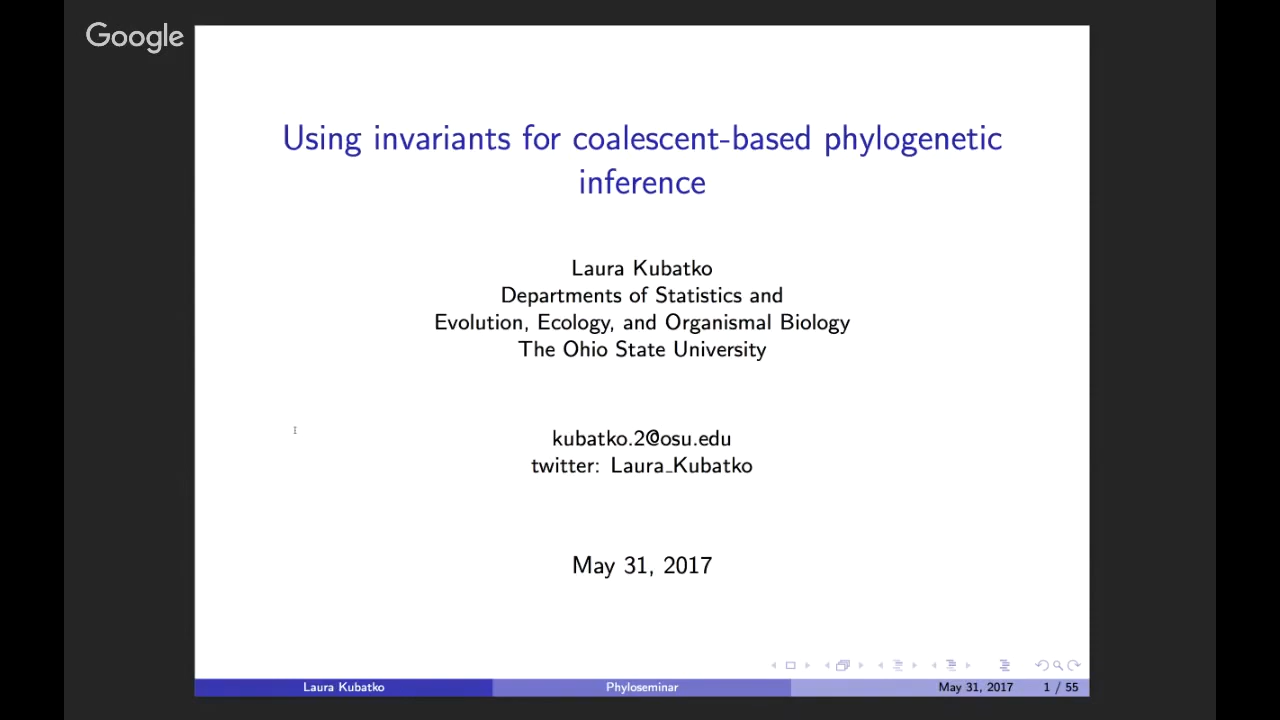 Google
Using invariants for coalescent-based phylogenetic
inference
Laura Kubatko
Departments of Statistics and
Evolution, Ecology, and Organismal Biology
The Ohio State University
kubatko.2@osu.edu
twitter: Laura_Kubatko
May 31, 2017
Laura Kubatko Phyloseminar May 31, 2017 1 / 55